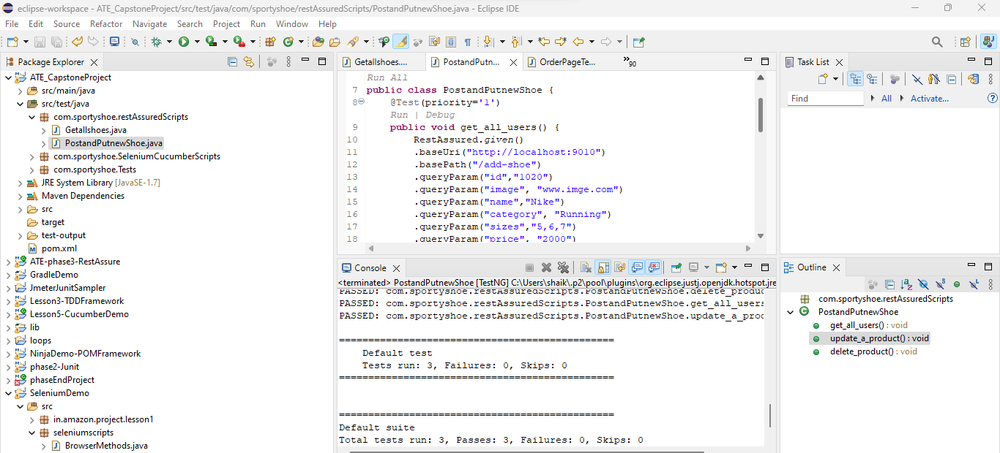 eclipse-workspace - ATE_CapstoneProject/src/test/java/com/sportyshoe/restAssuredScripts/PostandPutnewShoe.java - Eclipse IDE
File Edit Source Refactor Navigate Search Project Run Window Help
Package Explorer
ATE_CapstoneProject
src/main/java
src/test/java
com.sportyshoe.restAssuredScripts
Getallshoes.java
PostandPutnewShoe.java
com.sportyshoe.SeleniumCucumberScripts
com.sportyshoe.Tests
JRE System Library [JavaSE-1.7]
Maven Dependencies
src
target
test-output
pom.xml
ATE-phase3-RestAssure
GradleDemo
JmeterJunitSampler
Lesson3-TDDFramework
Lesson5-CucumberDemo
lib
loops
NinjaDemo-POMFramework
phase2-Junit
phaseEndProject
SeleniumDemo
src
in.amazon.project.lesson1
seleniumscripts
BrowserMethods.java
Getallshoes.... PostandPutn... OrderPageTe... »90
Run All
7 public class PostandPutnewShoe {
8 @Test(priority='1')
Run | Debug
9 public void get_all_users() {
10 RestAssured.given()
11 .baseUri("http://localhost:9010")
12 .basePath("/add-shoe")
13 .queryParam("id","1020")
14 .queryParam("image", "www.imge.com")
15 .queryParam("name","Nike")
16 .queryParam("category", "Running")
17 .queryParam("sizes","5,6,7")
18 .queryParam("price", "2000")
Console
<terminated> PostandPutnewShoe [TestNG] C:\Users\shaik\.p2\pool\plugins\org.eclipse.justj.openjdk.hotspot.jre
PASSED: com.sportyshoe.restAssuredScripts.PostandPutnewShoe.delete_produc
PASSED: com.sportyshoe.restAssuredScripts.PostandPutnewShoe.get_all_users
PASSED: com.sportyshoe.restAssuredScripts.PostandPutnewShoe.update_a_proc
===============================================
Default test
Tests run: 3, Failures: 0, Skips: 0
===============================================
===============================================
Default suite
Total tests run: 3, Passes: 3, Failures: 0, Skips: 0
Task List
Find All Activate...
Outline
com.sportyshoe.restAssuredScripts
PostandPutnewShoe
get_all_users() : void
update_a_product() : void
delete_product() : void